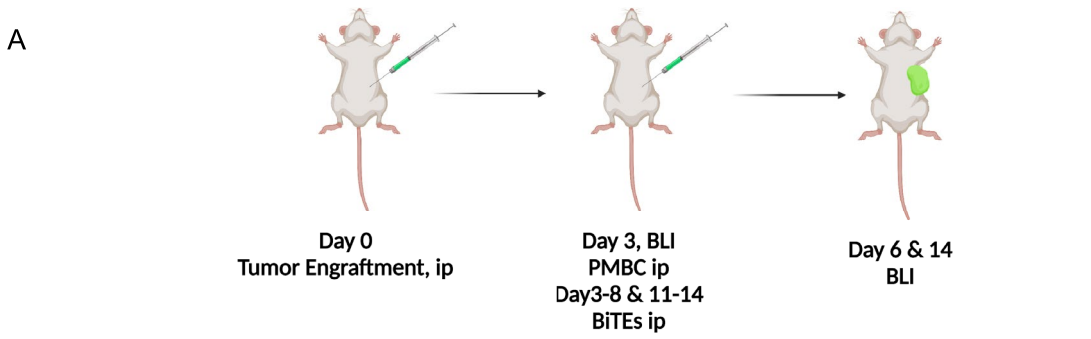 A
Day 0
Tumor Engraftment, ip
Day 3, BLI
PMBC ip
Day3-8 & 11-14
BiTEs ip
Day 6 & 14
BLI